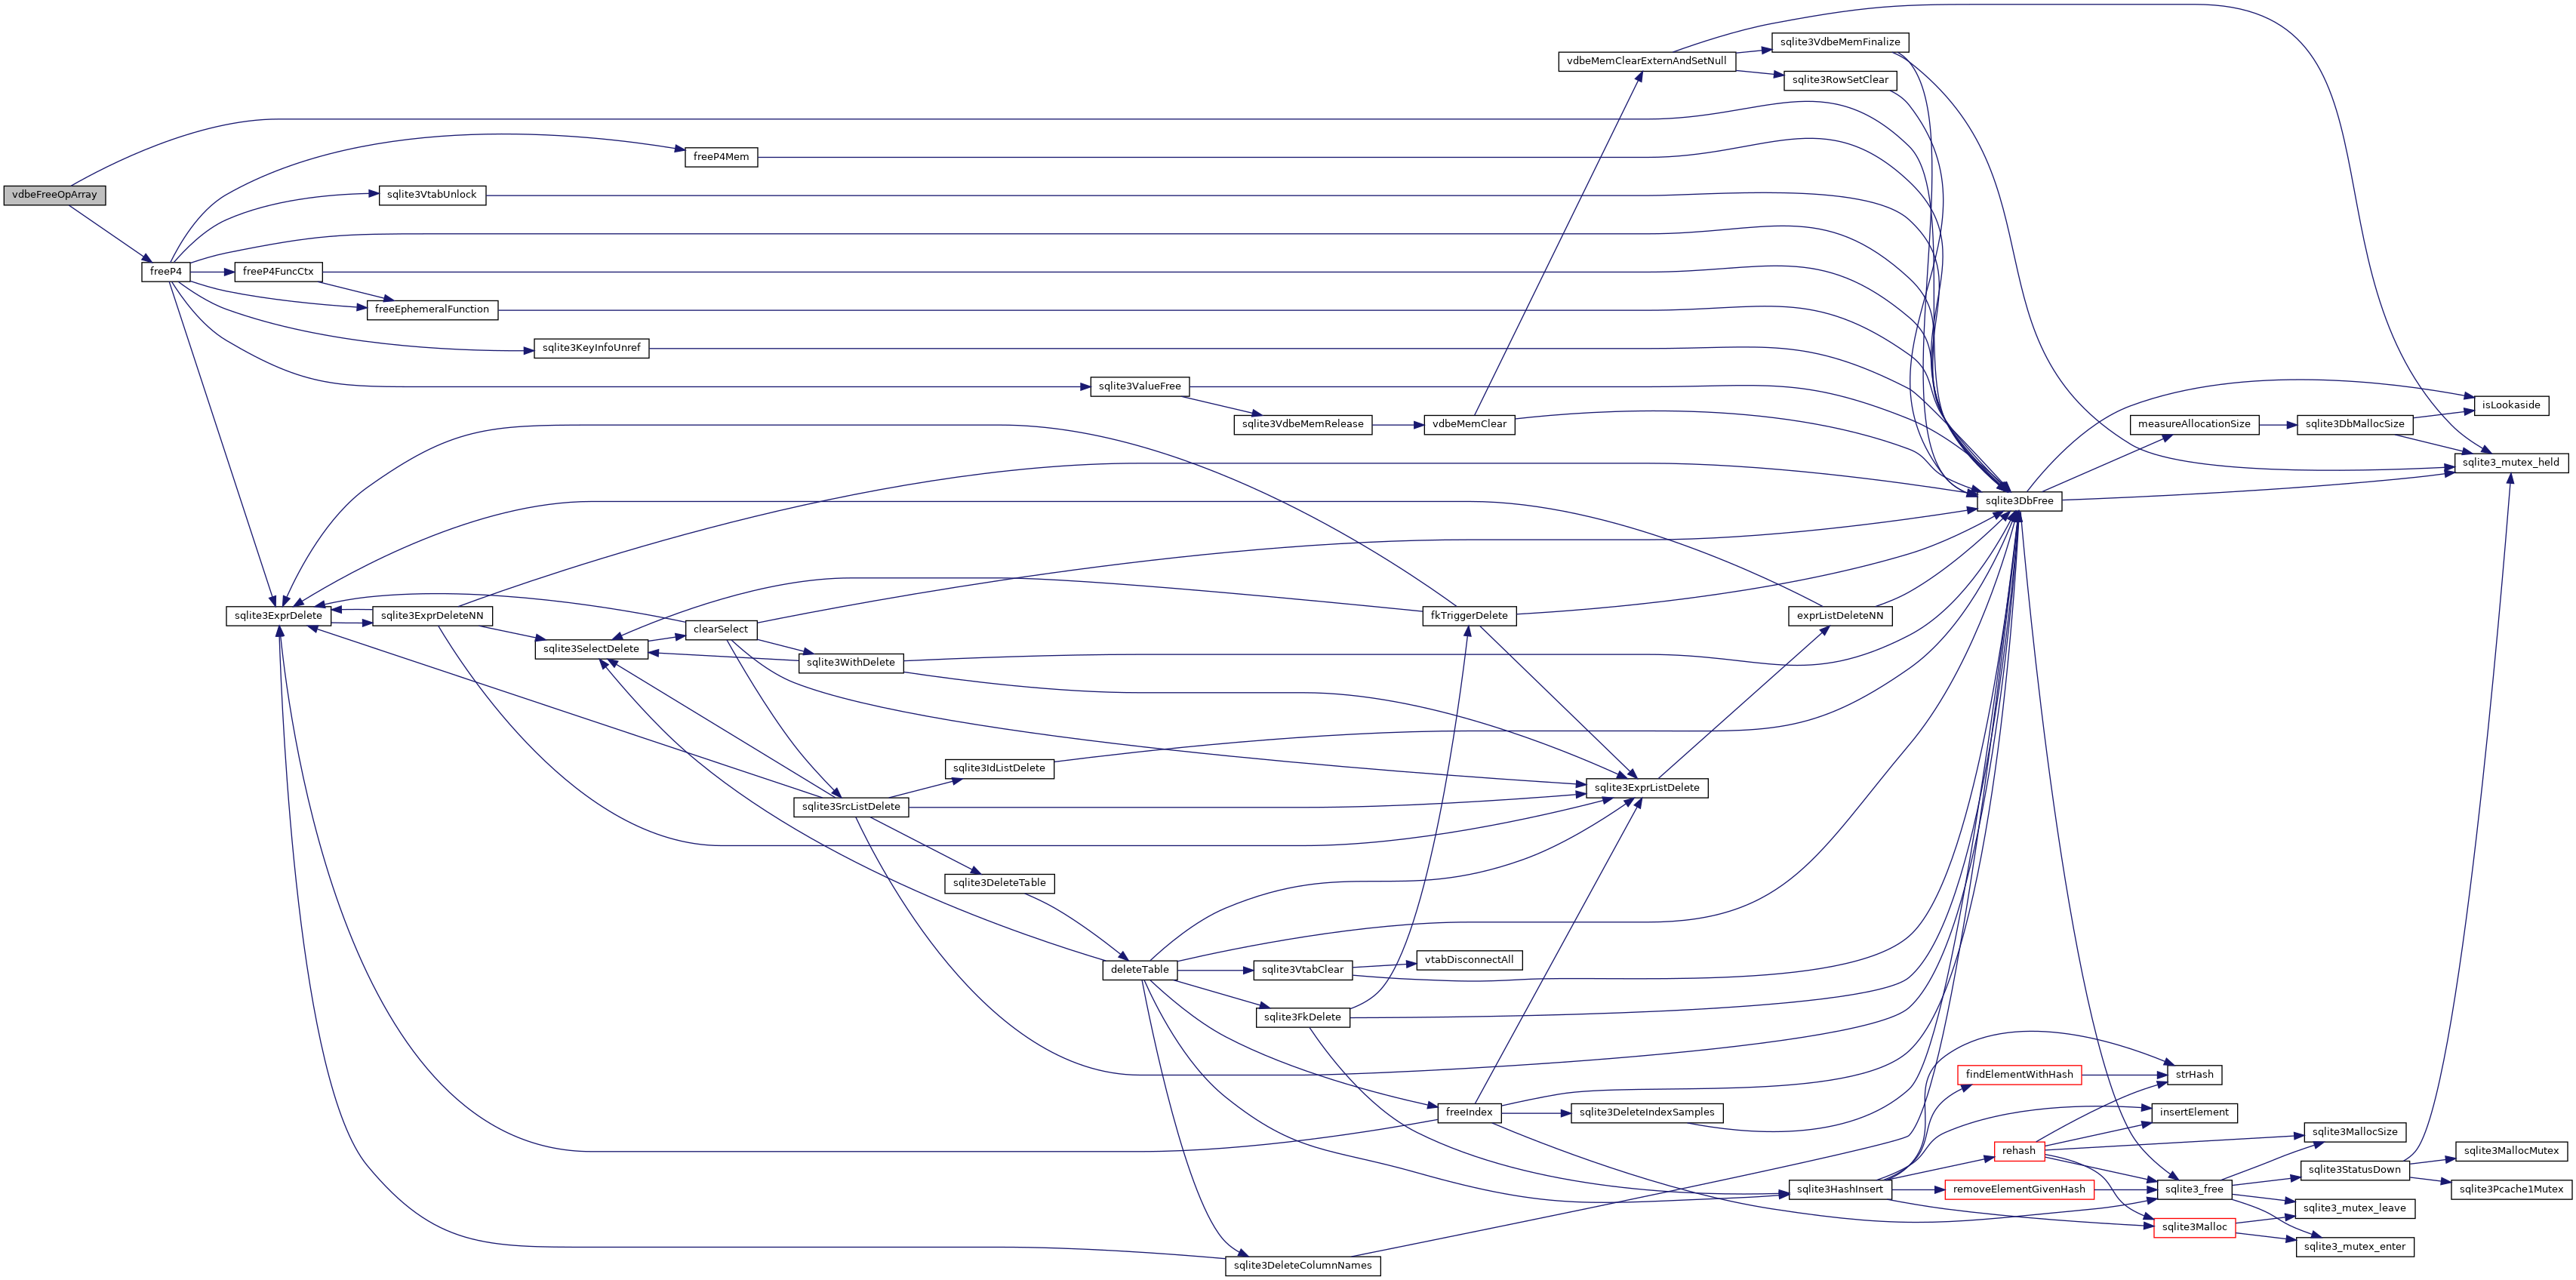 vdbeFreeOpArray
freeP4
freeP4Mem
sqlite3VtabUnlock
freeP4FuncCtx
freeEphemeralFunction
sqlite3KeyInfoUnref
sqlite3ValueFree
sqlite3VdbeMemRelease
vdbeMemClear
vdbeMemClearExternAndSetNull
sqlite3VdbeMemFinalize
sqlite3RowSetClear
sqlite3DbFree
measureAllocationSize
sqlite3DbMallocSize
isLookaside
sqlite3_mutex_held
sqlite3ExprDelete
sqlite3ExprDeleteNN
sqlite3SelectDelete
clearSelect
sqlite3WithDelete
fkTriggerDelete
exprListDeleteNN
sqlite3IdListDelete
sqlite3SrcListDelete
sqlite3ExprListDelete
sqlite3DeleteTable
deleteTable
sqlite3VtabClear
vtabDisconnectAll
sqlite3FkDelete
freeIndex
sqlite3DeleteIndexSamples
sqlite3HashInsert
sqlite3DeleteColumnNames
findElementWithHash
strHash
insertElement
rehash
sqlite3MallocSize
removeElementGivenHash
sqlite3_free
sqlite3StatusDown
sqlite3MallocMutex
sqlite3Pcache1Mutex
sqlite3Malloc
sqlite3_mutex_leave
sqlite3_mutex_enter